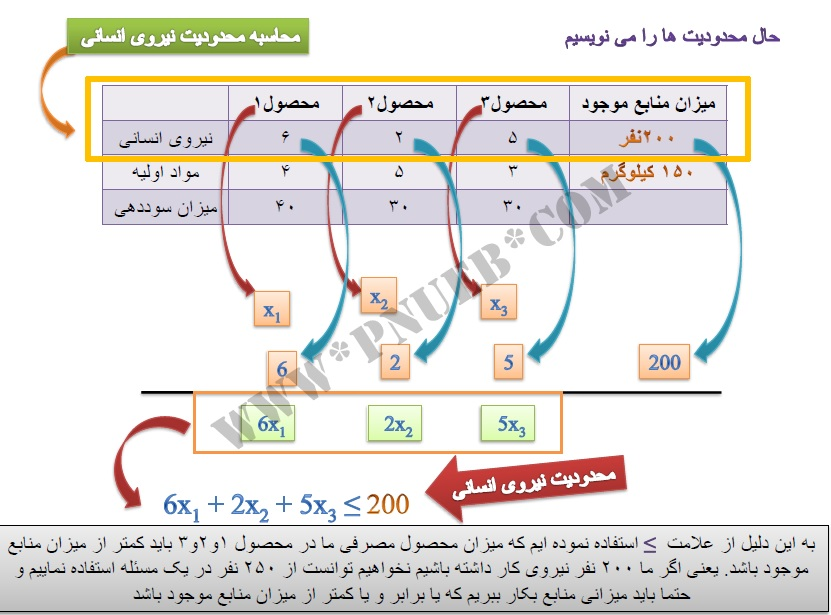 حال محدودیت ها را می نویسیم
محاسبه محدودیت نیروی انسانی
محصول۱ محصول۲ محصول۳ میزان منابع موجود
نیروی انسانی ۶ ۲ ۵ ۲۰۰نفر
مواد اولیه ۴ ۵ ۳ ۱۵۰ کیلوگرم
میزان سوددهی ۴۰ ۳۰ ۳۰
x₁ x₂ x₃
6 2 5 200
6x₁ 2x₂ 5x₃
محدودیت نیروی انسانی
6x₁ + 2x₂ + 5x₃ ≤ 200
به این دلیل از علامت ≤ استفاده نموده ایم که میزان محصول مصرفی ما در محصول ۱و۲و۳ باید کمتر از میزان منابع
موجود باشد. یعنی اگر ما ۲۰۰ نفر نیروی کار داشته باشیم نخواهیم توانست از ۲۵۰ نفر در یک مسئله استفاده نماییم و
حتما باید میزانی منابع بکار ببریم که یا برابر و یا کمتر از میزان منابع موجود باشد
WWW*PNUEB*COM